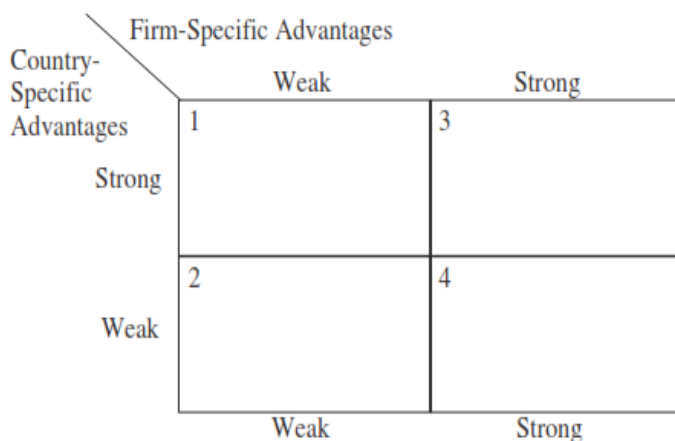 Firm-Specific Advantages
Country-
Specific
Advantages
Weak Strong
1 3
Strong
2 4
Weak
Weak Strong